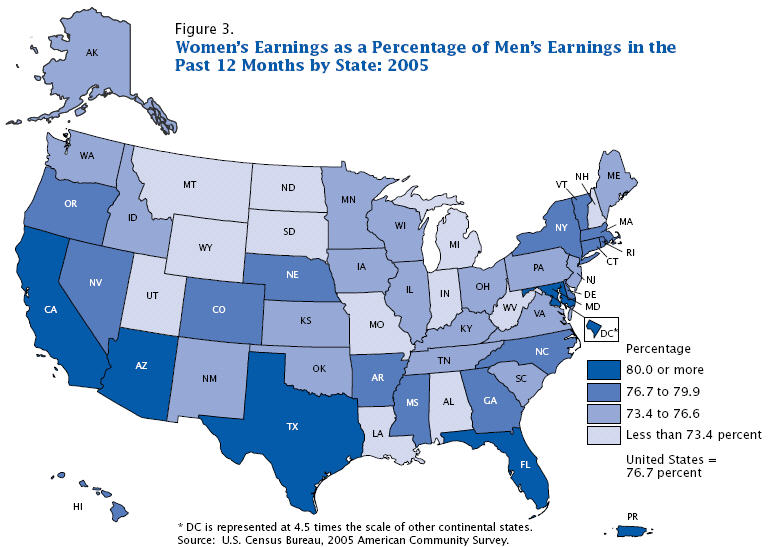 Figure 3.
Women's Earnings as a Percentage of Men's Earnings in the
Past 12 Months by State: 2005
AK
WA
MT
ND
MN
OR
ID
WY
SD
WI
MI
NY
VT
NH
ME
MA
RI
CT
NV
UT
CO
NE
IA
IL
IN
OH
PA
NJ
DE
MD
WV
VA
DC*
CA
AZ
NM
KS
MO
KY
TN
NC
SC
OK
AR
TX
LA
MS
AL
GA
FL
HI
PR
Percentage
80.0 or more
76.7 to 79.9
73.4 to 76.6
Less than 73.4 percent
United States =
76.7 percent
* DC is represented at 4.5 times the scale of other continental states.
Source: U.S. Census Bureau, 2005 American Community Survey.